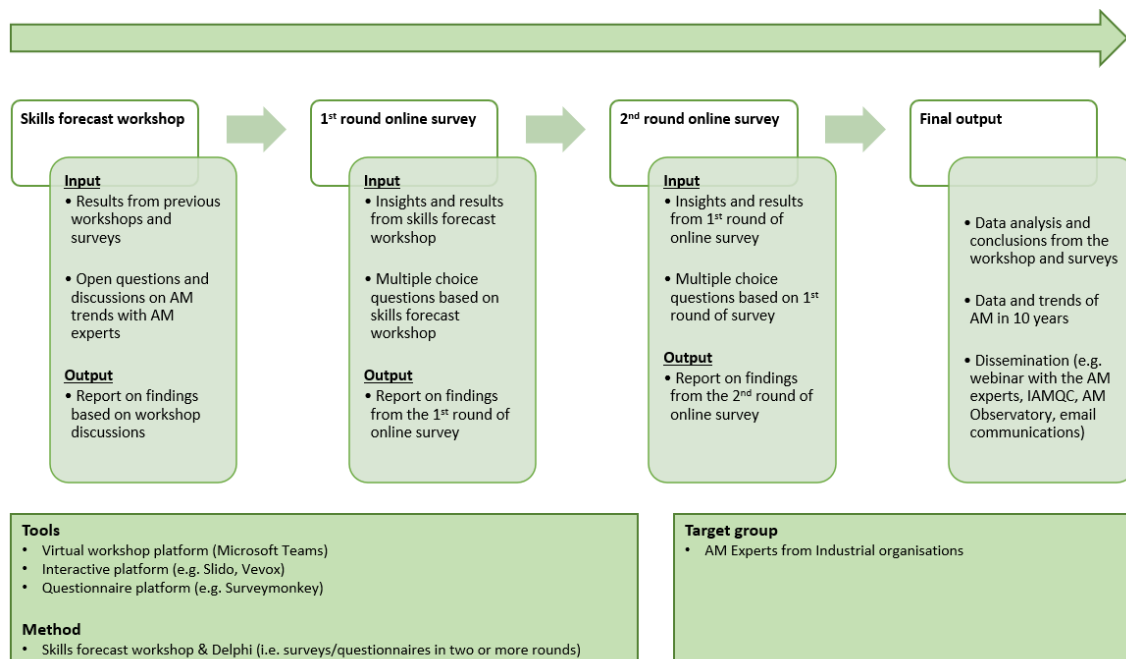 Skills forecast workshop
Input
• Results from previous
workshops and
surveys
• Open questions and
discussions on AM
trends with AM
experts
Output
• Report on findings
based on workshop
discussions
1st round online survey
Input
• Insights and results
from skills forecast
workshop
• Multiple choice
questions based on
skills forecast
workshop
Output
• Report on findings
from the 1st round of
online survey
2nd round online survey
Input
• Insights and results
from 1st round of
online survey
• Multiple choice
questions based on 1st
round of survey
Output
• Report on findings
from the 2nd round of
online survey
Final output
• Data analysis and
conclusions from the
workshop and surveys
• Data and trends of
AM in 10 years
• Dissemination (e.g.
webinar with the AM
experts, IAMQC, AM
Observatory, email
communications)
Tools
• Virtual workshop platform (Microsoft Teams)
• Interactive platform (e.g. Slido, Vevox)
• Questionnaire platform (e.g. Surveymonkey)
Method
• Skills forecast workshop & Delphi (i.e. surveys/questionnaires in two or more rounds)
Target group
• AM Experts from Industrial organisations